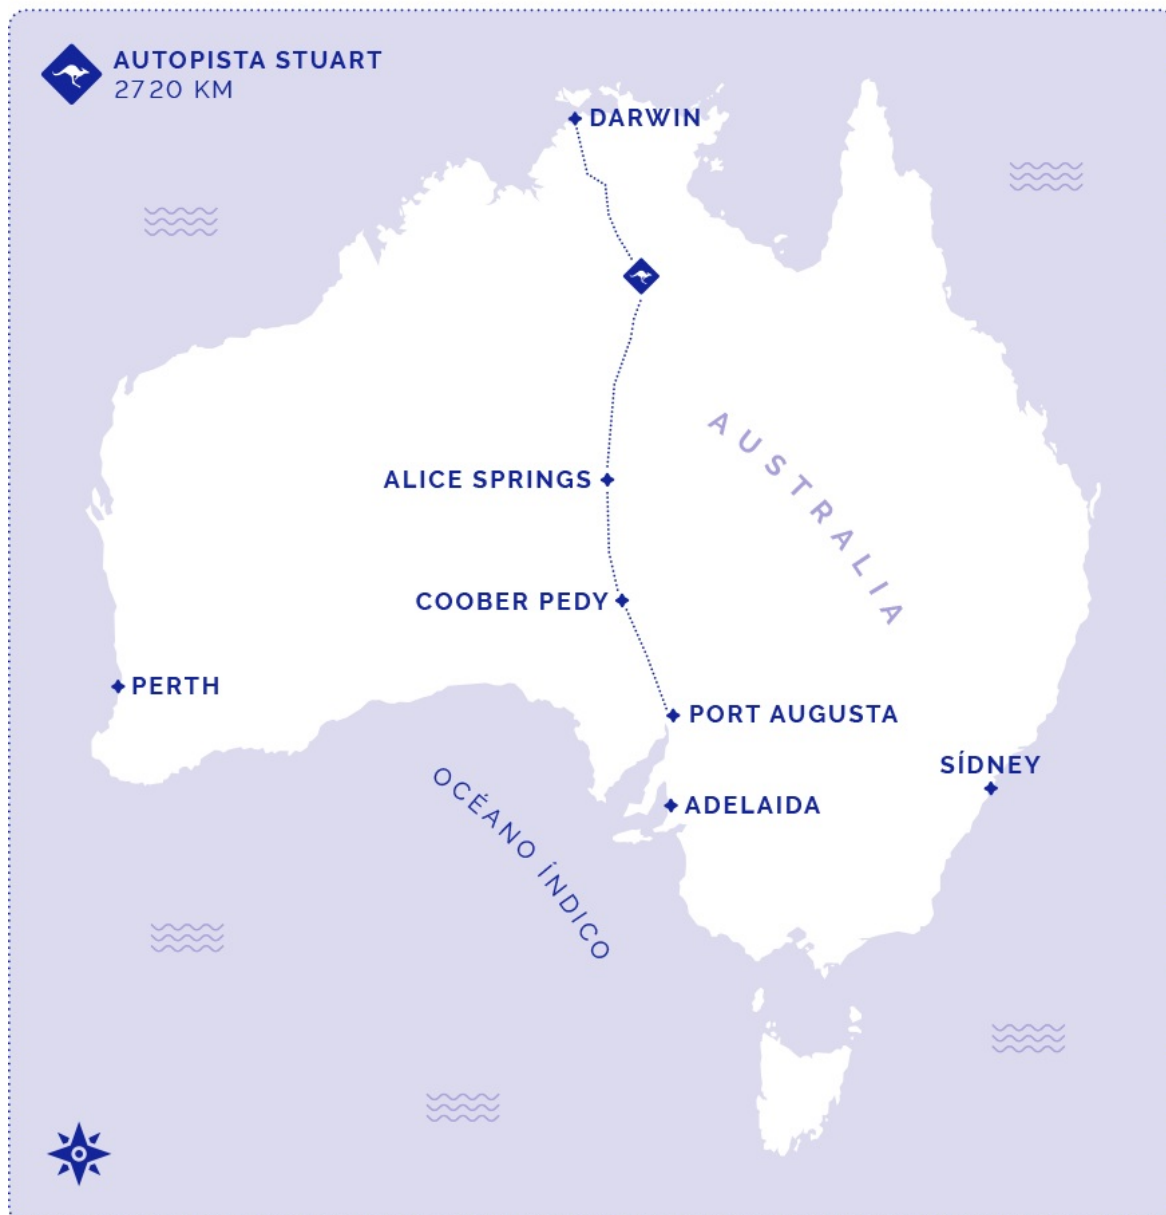 AUTOPISTA STUART
2720 KM
DARWIN
AUSTRALIA
ALICE SPRINGS
COOBER PEDY
PERTH
PORT AUGUSTA
SÍDNEY
OCÉANO ÍNDICO
ADELAIDA